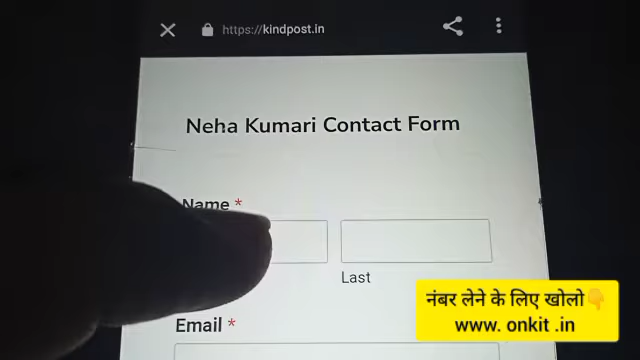 https://kindpost.in
Neha Kumari Contact Form
Name *
Last
Email *
नंबर लेने के लिए खोलो👇
www. onkit .in